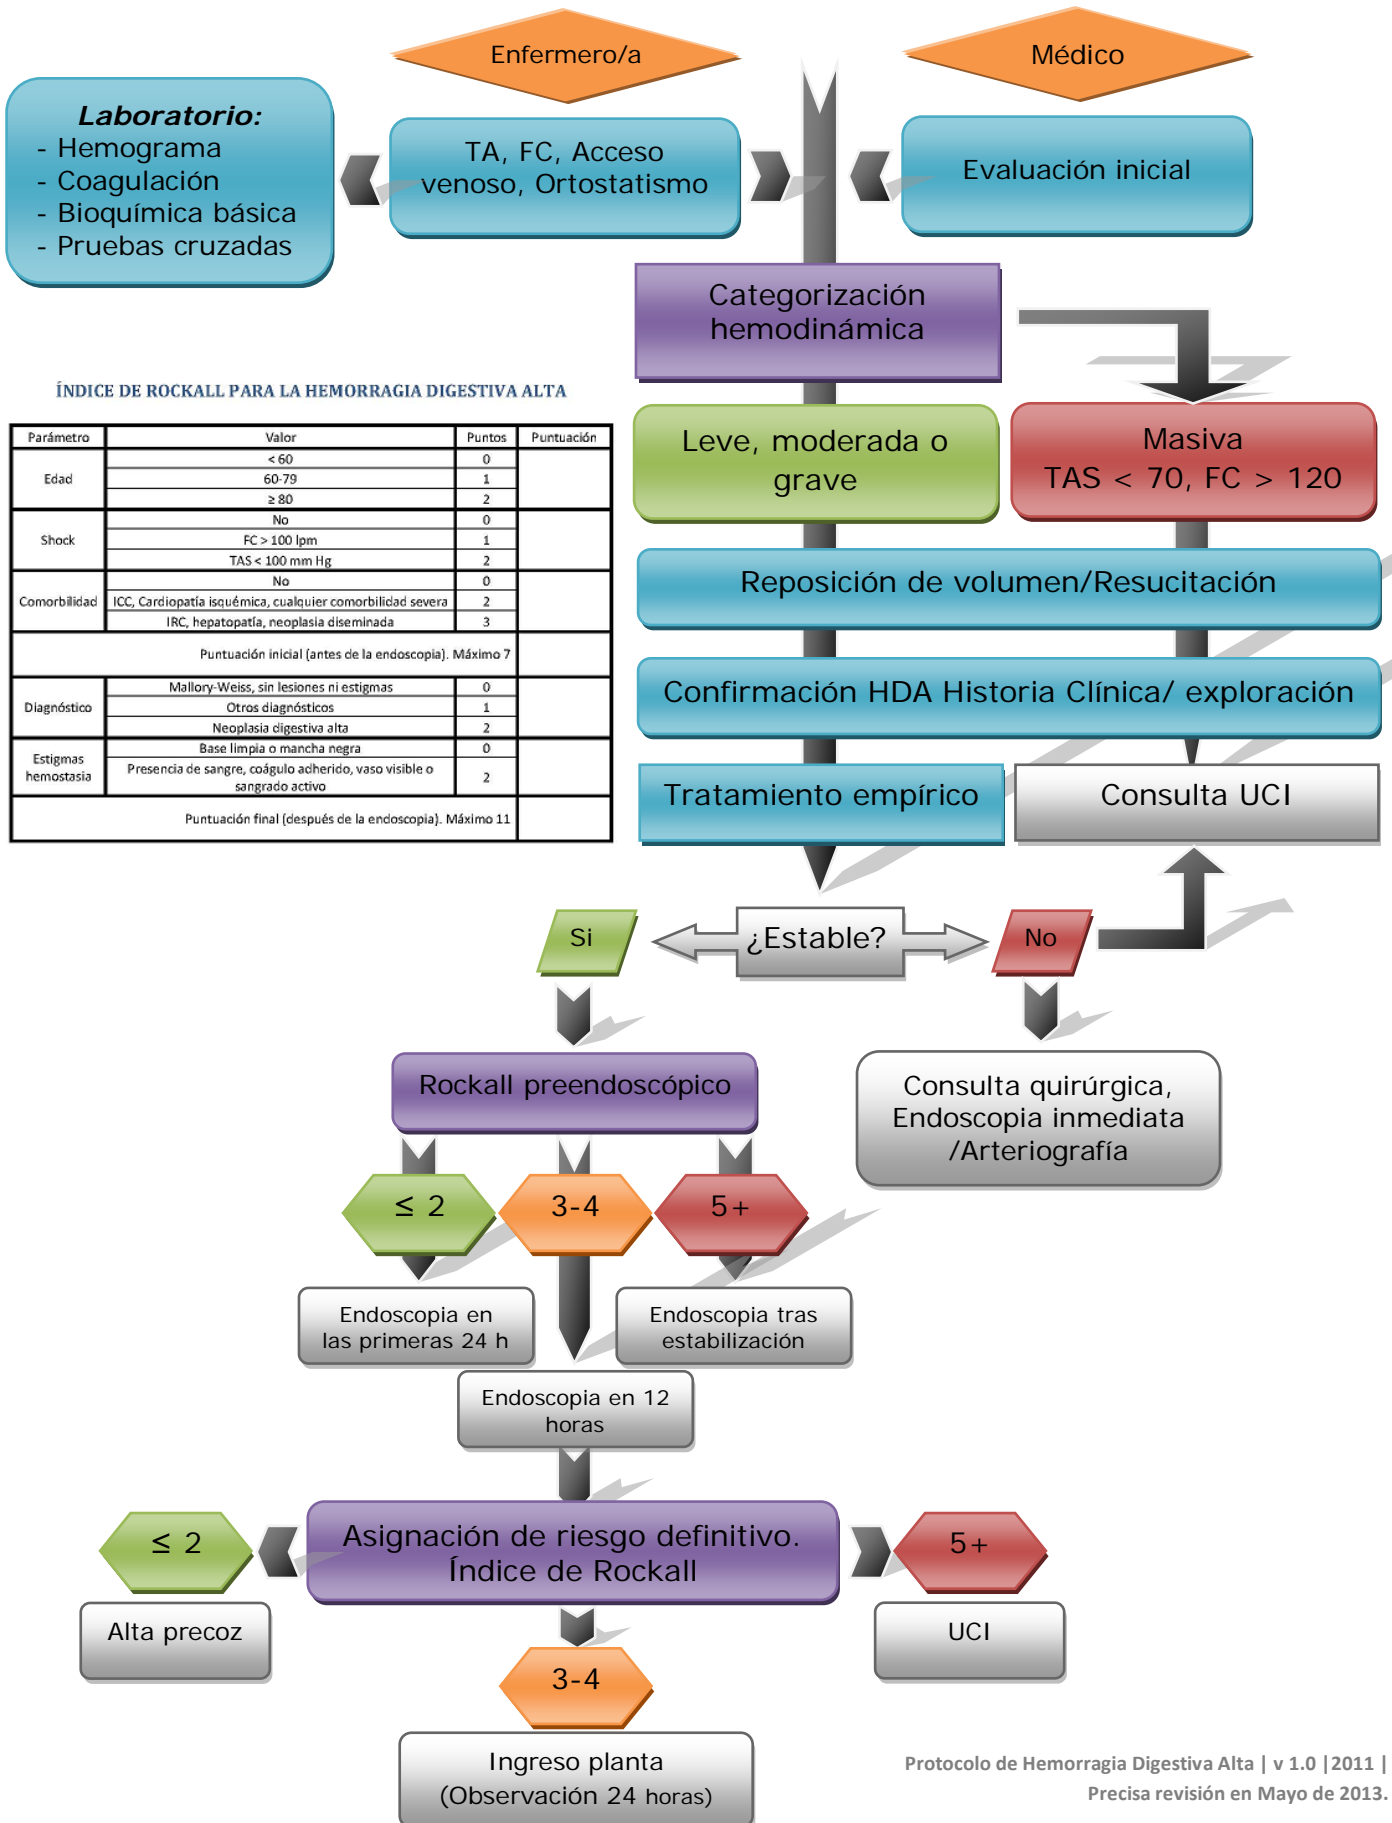 Enfermero/a
Médico
Laboratorio:
- Hemograma
- Coagulación
- Bioquímica básica
- Pruebas cruzadas
TA, FC, Acceso
venoso, Ortostatismo
Evaluación inicial
Categorización
hemodinámica
ÍNDICE DE ROCKALL PARA LA HEMORRAGIA DIGESTIVA ALTA
Parámetro Valor Puntos Puntuación
Edad
< 60 0
60-79 1
≥ 80 2
Shock
No 0
FC > 100 lpm 1
TAS < 100 mm Hg 2
Comorbilidad
No 0
ICC, Cardiopatía isquémica, cualquier comorbilidad severa 2
IRC, hepatopatía, neoplasia diseminada 3
Puntuación inicial (antes de la endoscopia). Máximo 7
Diagnóstico
Mallory-Weiss, sin lesiones ni estigmas 0
Otros diagnósticos 1
Neoplasia digestiva alta 2
Estigmas
hemostasia
Base limpia o mancha negra 0
Presencia de sangre, coágulo adherido, vaso visible o
sangrado activo 2
Puntuación final (después de la endoscopia). Máximo 11
Leve, moderada o
grave
Masiva
TAS < 70, FC > 120
Reposición de volumen/Resucitación
Confirmación HDA Historia Clínica/ exploración
Tratamiento empírico
Consulta UCI
Si
¿Estable?
No
Rockall preendoscópico
Consulta quirúrgica,
Endoscopia inmediata
/Arteriografía
≤ 2
3-4
5+
Endoscopia en
las primeras 24 h
Endoscopia tras
estabilización
Endoscopia en 12
horas
≤ 2
Asignación de riesgo definitivo.
Índice de Rockall
5+
Alta precoz
UCI
3-4
Ingreso planta
(Observación 24 horas)
Protocolo de Hemorragia Digestiva Alta | v 1.0 |2011 |
Precisa revisión en Mayo de 2013.